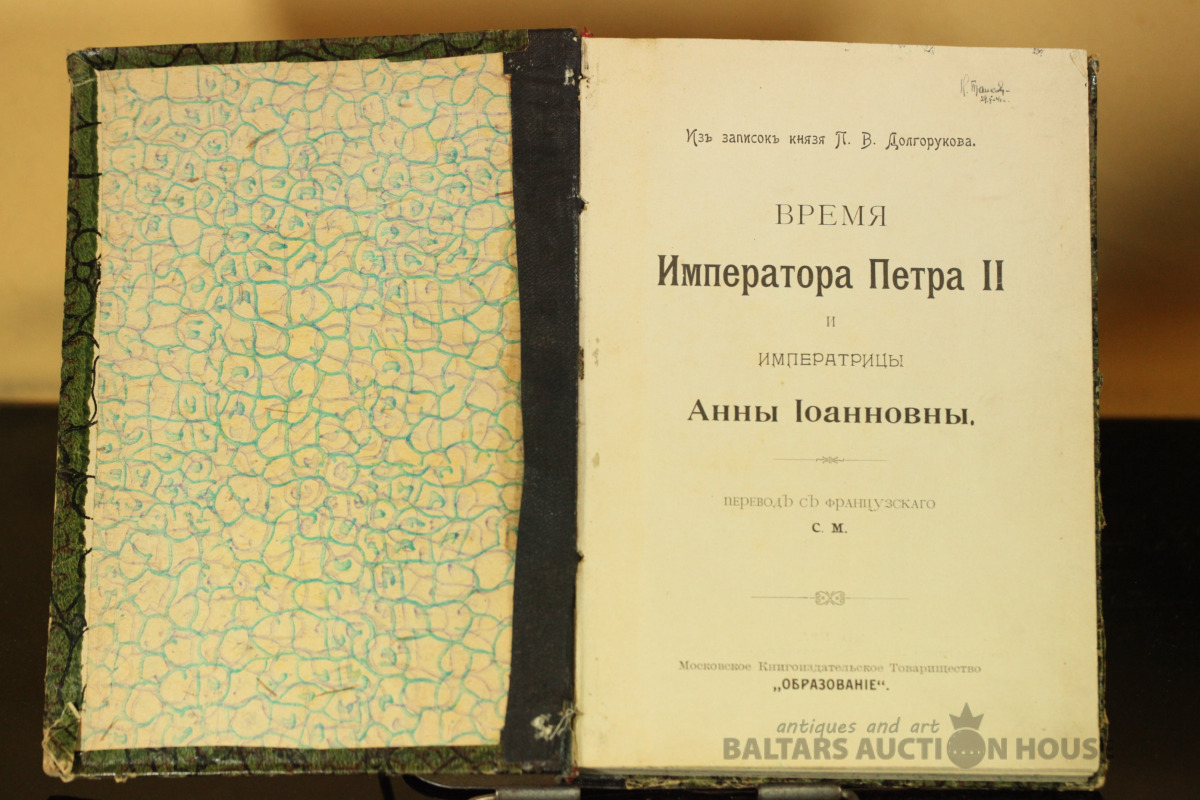 Изъ записокъ князя П. В. Долгорукова.
ВРЕМЯ
Императора Петра II
и
ИМПЕРАТРИЦЫ
Анны Іоанновны.
ПЕРЕВОДЪ СЪ ФРАНЦУЗСКАГО
С. М.
Московское Книгоиздательское Товарищество
„ОБРАЗОВАНІЕ“.
antiques and art
BALTARS AUCTION HOUS